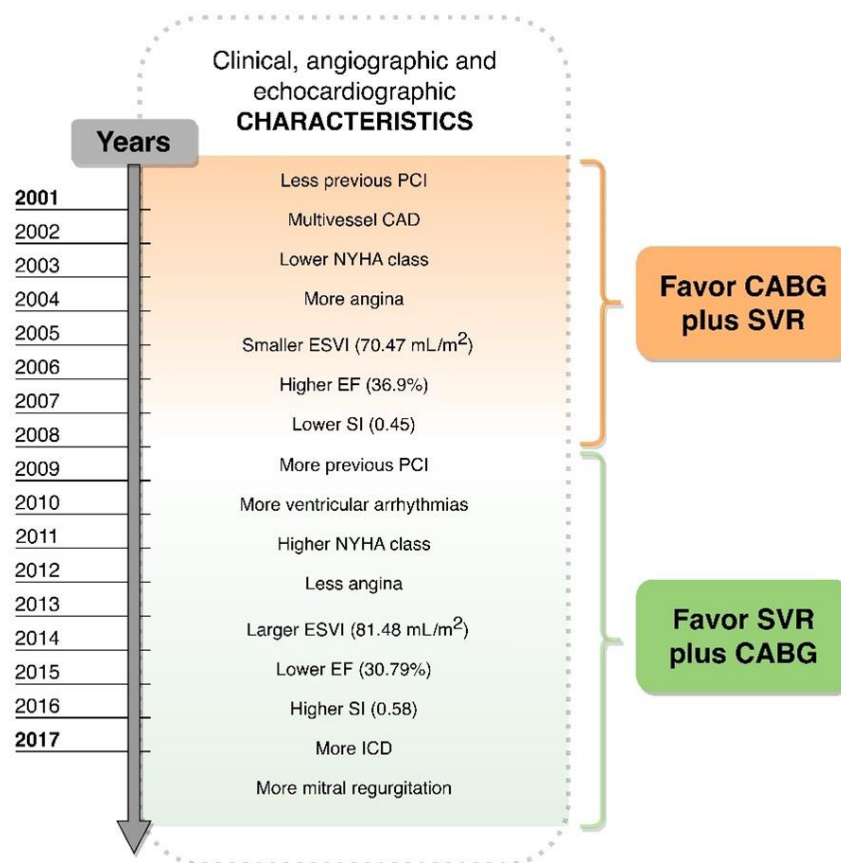 Clinical, angiographic and
echocardiographic
CHARACTERISTICS
Years
2001
2002
2003
2004
2005
2006
2007
2008
2009
2010
2011
2012
2013
2014
2015
2016
2017
Less previous PCI
Multivessel CAD
Lower NYHA class
More angina
Smaller ESVI (70.47 mL/m²)
Higher EF (36.9%)
Lower SI (0.45)
More previous PCI
More ventricular arrhythmias
Higher NYHA class
Less angina
Larger ESVI (81.48 mL/m²)
Lower EF (30.79%)
Higher SI (0.58)
More ICD
More mitral regurgitation
Favor CABG
plus SVR
Favor SVR
plus CABG